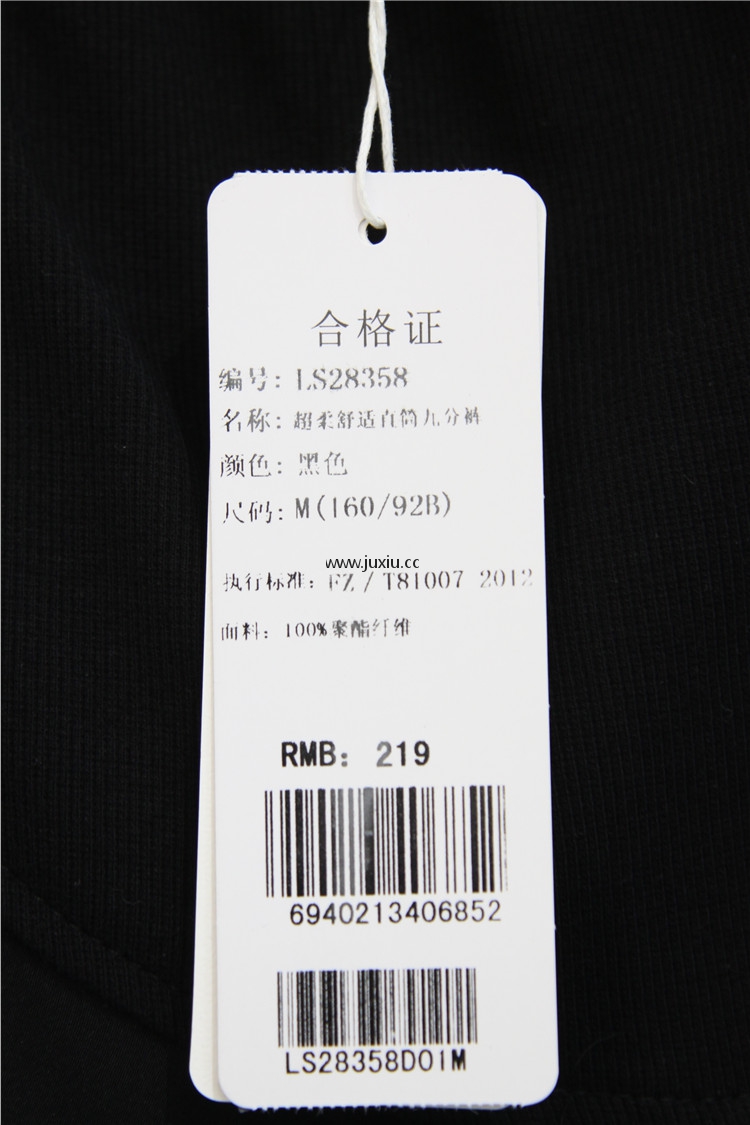 合格证
编号: LS28358
名称: 超柔舒适直筒九分裤
颜色: 黑色
尺码: M(160/92B)
www.juxiu.cc
执行标准: FZ/T81007 2012
面料: 100%聚酯纤维
RMB: 219
6940213406852
LS28358D01M